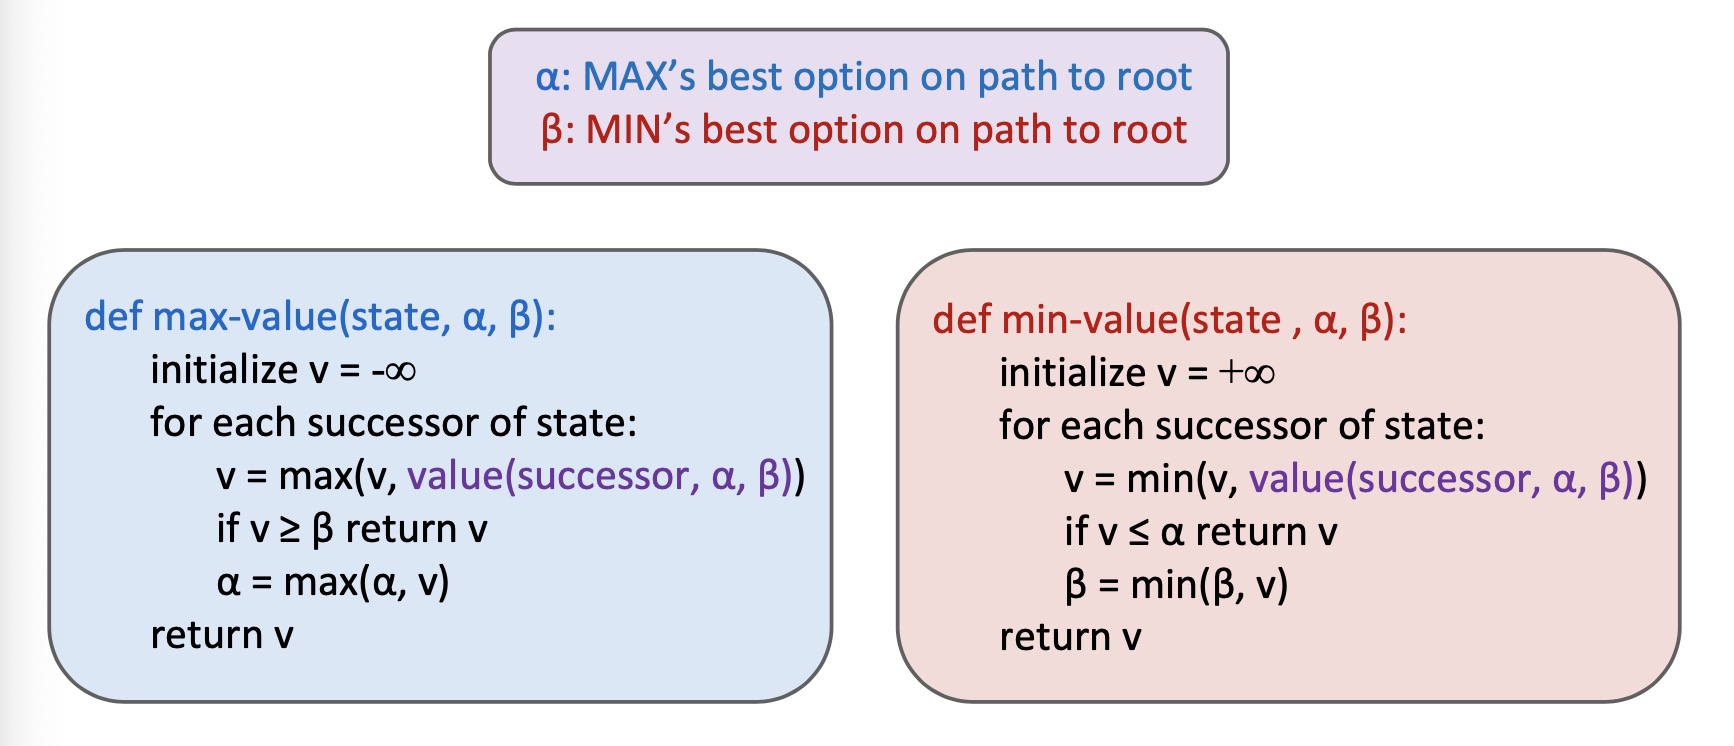 α: MAX’s best option on path to root
β: MIN’s best option on path to root
def max-value(state, α, β):
initialize v = -∞
for each successor of state:
v = max(v, value(successor, α, β))
if v ≥ β return v
α = max(α, v)
return v
def min-value(state , α, β):
initialize v = +∞
for each successor of state:
v = min(v, value(successor, α, β))
if v ≤ α return v
β = min(β, v)
return v